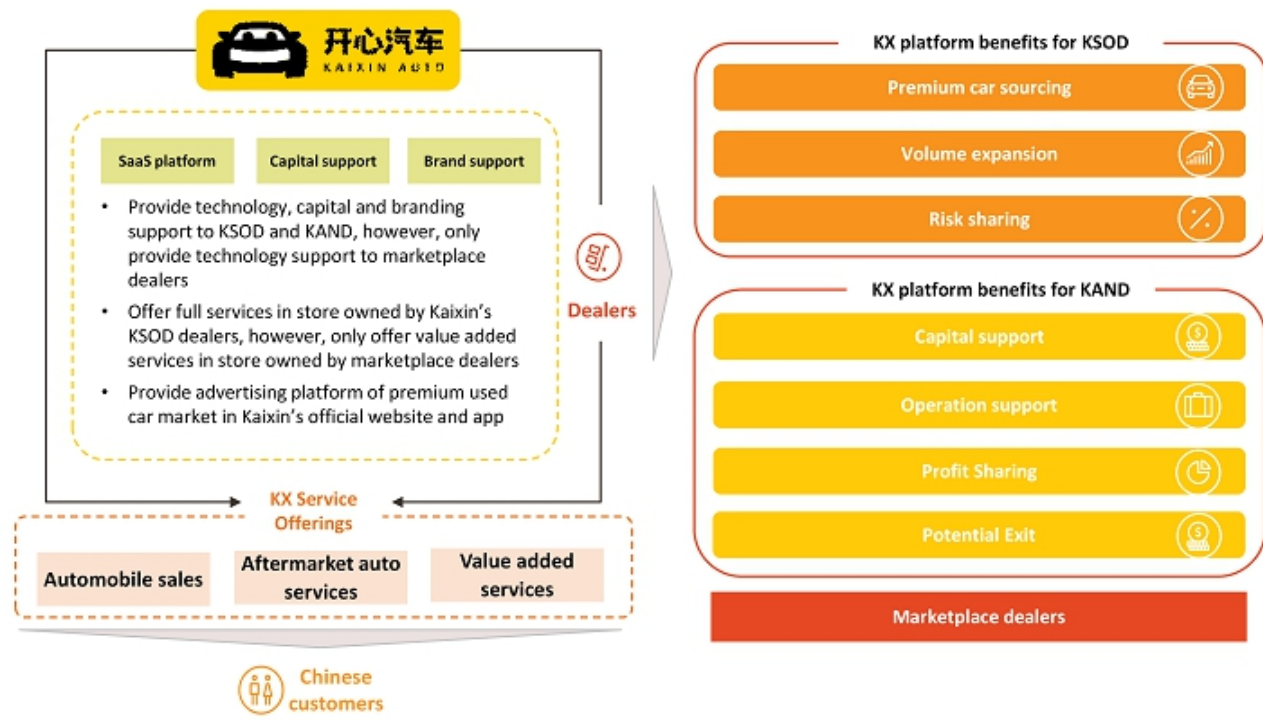 开心汽车
KAIXIN AUTO
SaaS platform
Capital support
Brand support
• Provide technology, capital and branding
support to KSOD and KAND, however, only
provide technology support to marketplace
dealers
• Offer full services in store owned by Kaixin's
KSOD dealers, however, only offer value added
services in store owned by marketplace dealers
• Provide advertising platform of premium used
car market in Kaixin's official website and app
Dealers
KX Service
Offerings
Automobile sales
Aftermarket auto
services
Value added
services
Chinese
customers
KX platform benefits for KSOD
Premium car sourcing
Volume expansion
Risk sharing
KX platform benefits for KAND
Capital support
Operation support
Profit Sharing
Potential Exit
Marketplace dealers